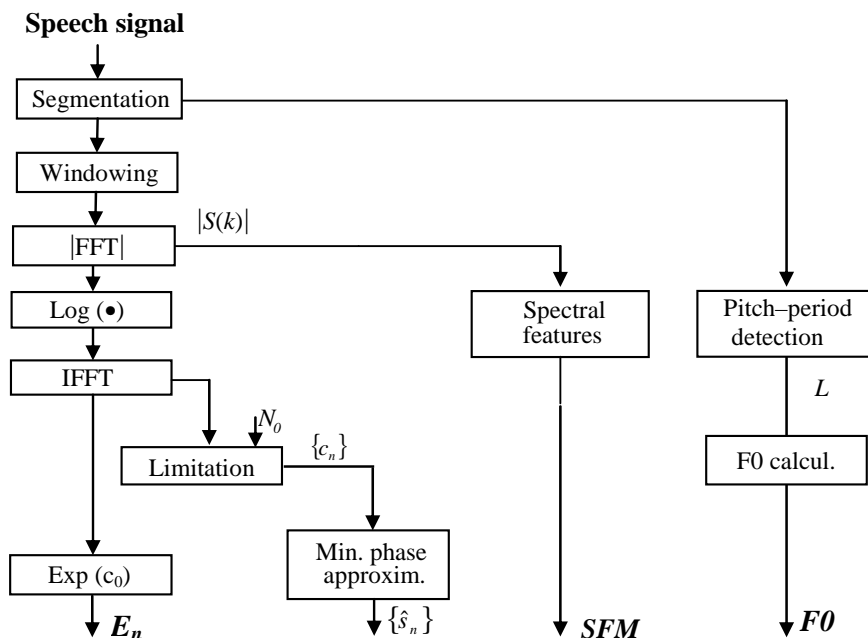 Speech signal
Segmentation
Windowing
|S(k)|
|FFT|
Log (•)
Spectral
features
Pitch–period
detection
IFFT
L
N₀
Limitation
{cₙ}
F0 calcul.
Min. phase
approxim.
Exp (c₀)
Eₙ
{ŝₙ}
SFM
F0